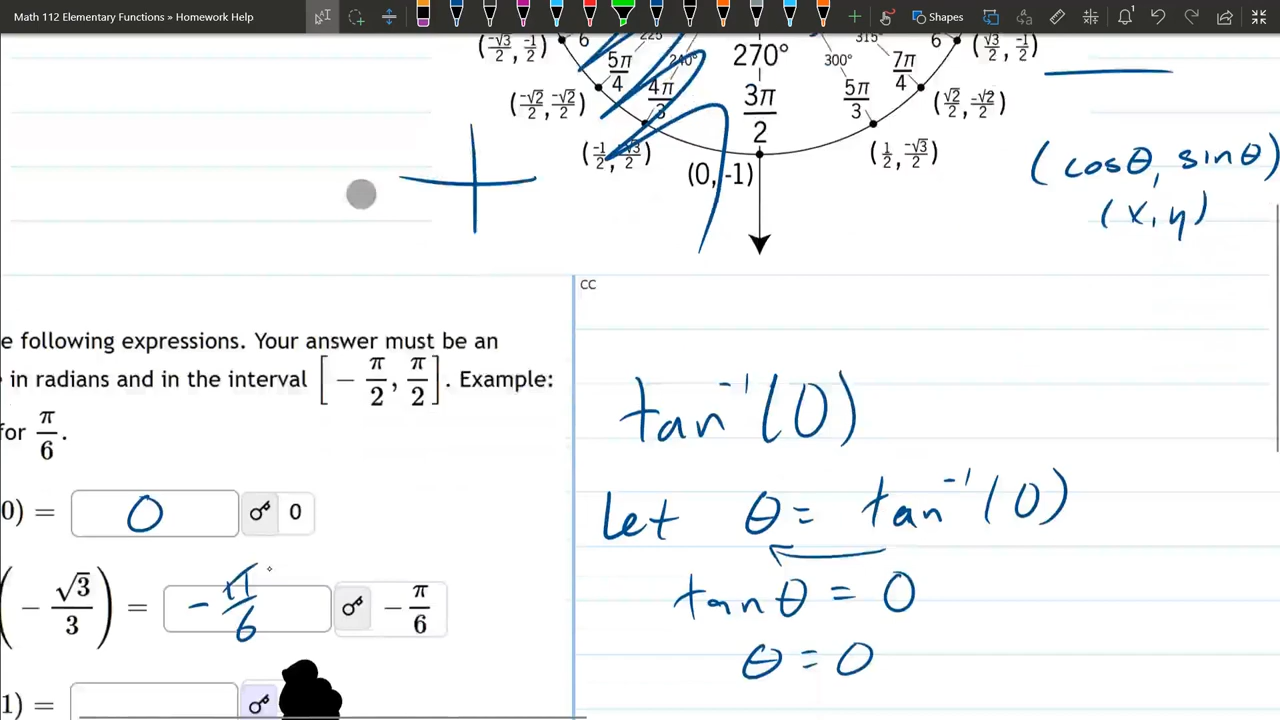 Math 112 Elementary Functions » Homework Help
Shapes
(-√3/2, -1/2)
6
225
5π/4
240°
4π/3
270°
3π/2
300°
5π/3
315°
7π/4
6
(√3/2, -1/2)
(-√2/2, -√2/2)
(√2/2, -√2/2)
(-1/2, -√3/2)
(0, -1)
(1/2, -√3/2)
(cosθ, sinθ)
(x, y)
CC
e following expressions. Your answer must be an
in radians and in the interval [-π/2, π/2]. Example:
for π/6.
0) = 0 0
(-√3/3) = -π/6 -π/6
1) =
tan⁻¹(0)
Let θ = tan⁻¹(0)
tanθ = 0
θ = 0